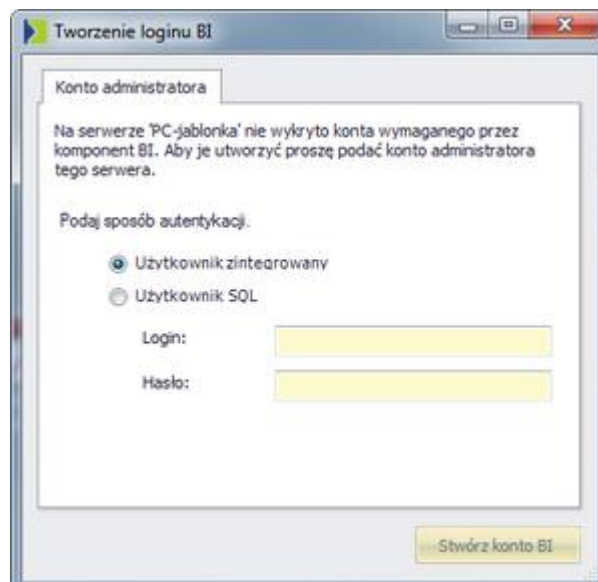 Tworzenie loginu BI
Konto administratora
Na serwerze 'PC-jablonka' nie wykryto konta wymaganego przez
komponent BI. Aby je utworzyć proszę podać konto administratora
tego serwera.
Podaj sposób autentykacji.
Użytkownik zintegrowany
Użytkownik SQL
Login:
Hasło:
Stwórz konto BI